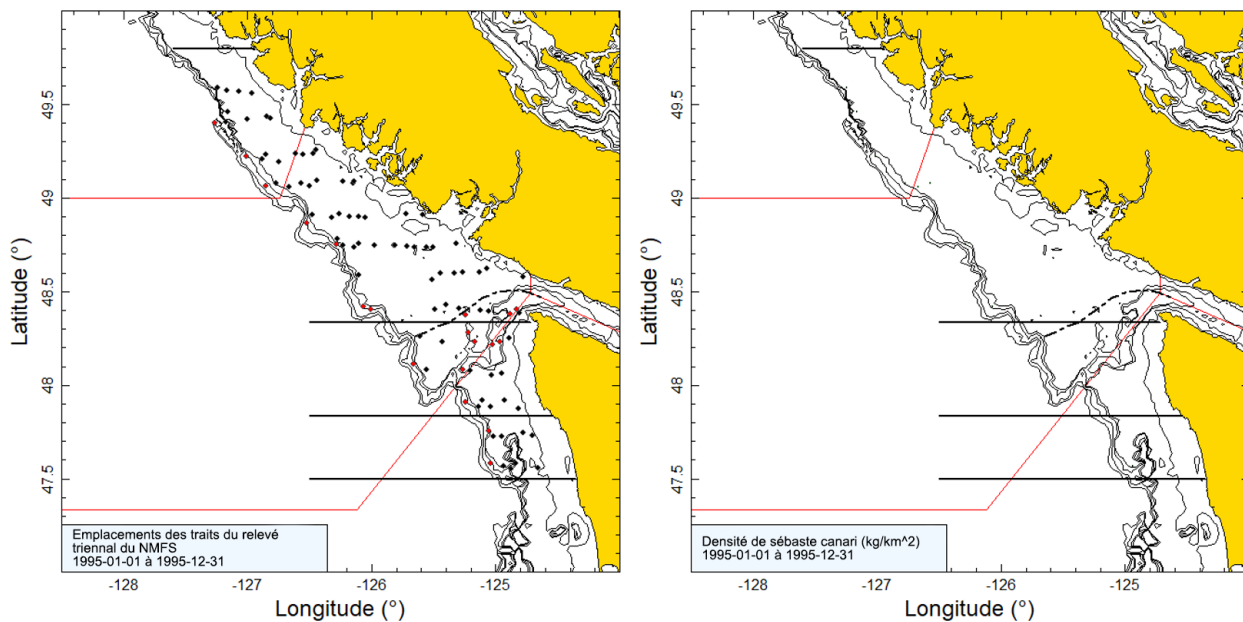 Latitude (°)
49.5
49
48.5
48
47.5
Emplacements des traits du relevé
triennal du NMFS
1995-01-01 à 1995-12-31
-128
-127
-126
-125
Longitude (°)
Latitude (°)
49.5
49
48.5
48
47.5
Densité de sébaste canari (kg/km^2)
1995-01-01 à 1995-12-31
-128
-127
-126
-125
Longitude (°)